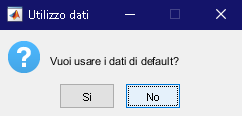 Utilizzo dati
Vuoi usare i dati di default?
Si
No